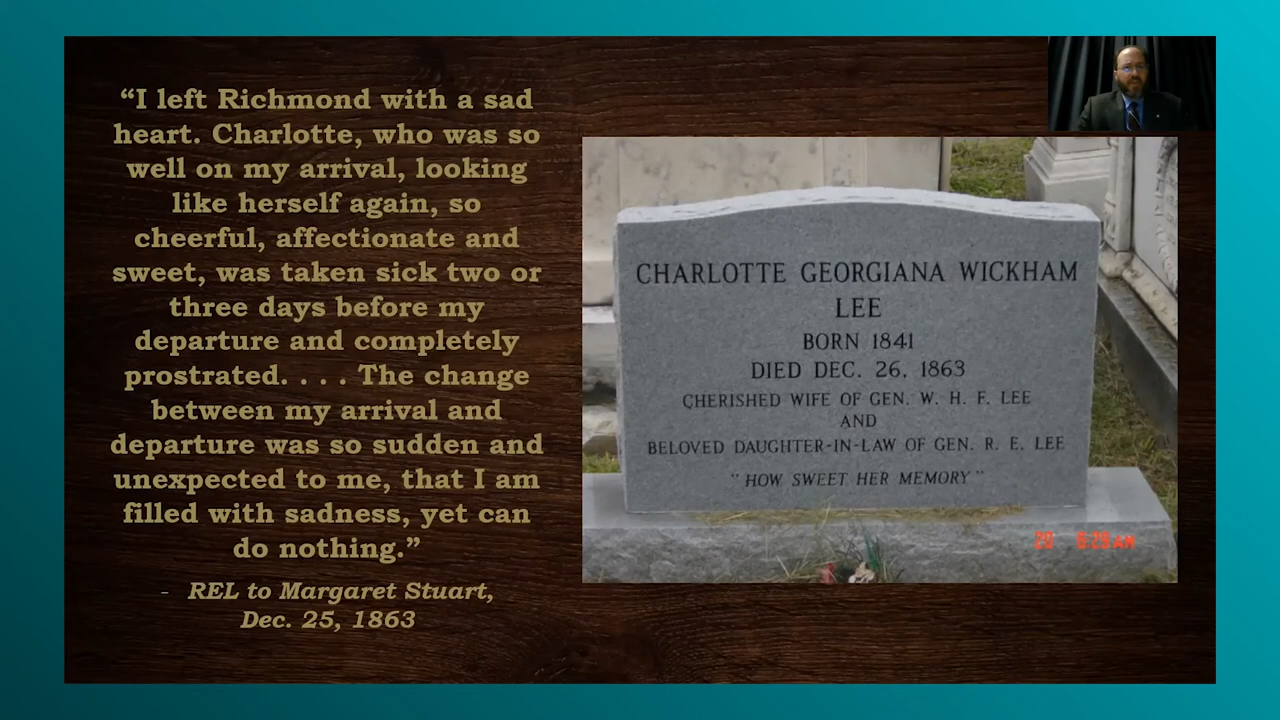 “I left Richmond with a sad
heart. Charlotte, who was so
well on my arrival, looking
like herself again, so
cheerful, affectionate and
sweet, was taken sick two or
three days before my
departure and completely
prostrated. . . . The change
between my arrival and
departure was so sudden and
unexpected to me, that I am
filled with sadness, yet can
do nothing.”
- REL to Margaret Stuart,
Dec. 25, 1863
CHARLOTTE GEORGIANA WICKHAM
LEE
BORN 1841
DIED DEC. 26, 1863
CHERISHED WIFE OF GEN. W. H. F. LEE
AND
BELOVED DAUGHTER-IN-LAW OF GEN. R. E. LEE
"HOW SWEET HER MEMORY"
20 AM